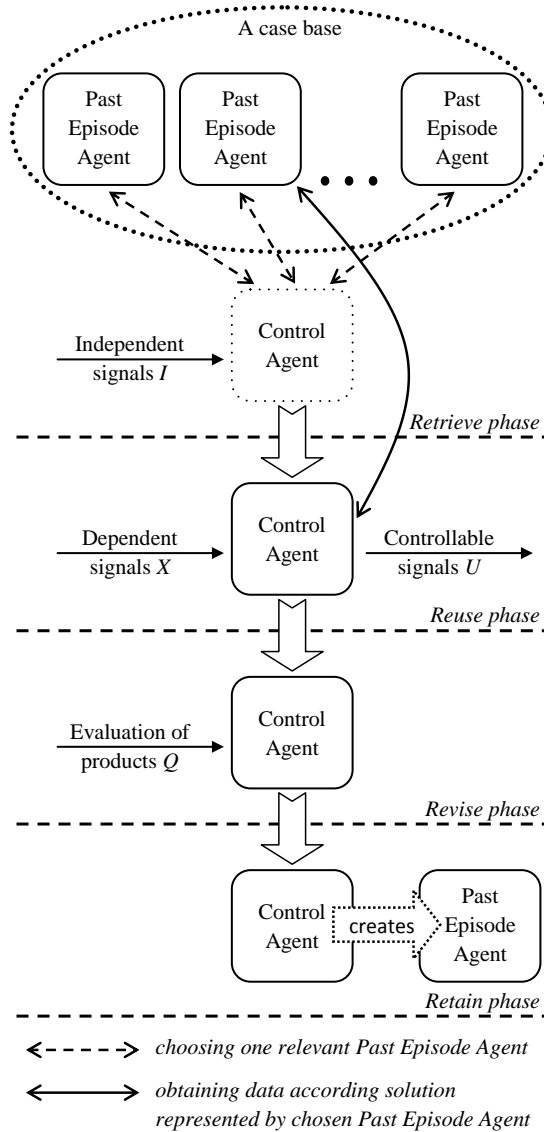 A case base
Past
Episode
Agent
Past
Episode
Agent
Past
Episode
Agent
Control
Agent
Independent
signals I
Retrieve phase
Control
Agent
Dependent
signals X
Controllable
signals U
Reuse phase
Control
Agent
Evaluation of
products Q
Revise phase
Control
Agent
creates
Past
Episode
Agent
Retain phase
choosing one relevant Past Episode Agent
obtaining data according solution
represented by chosen Past Episode Agent